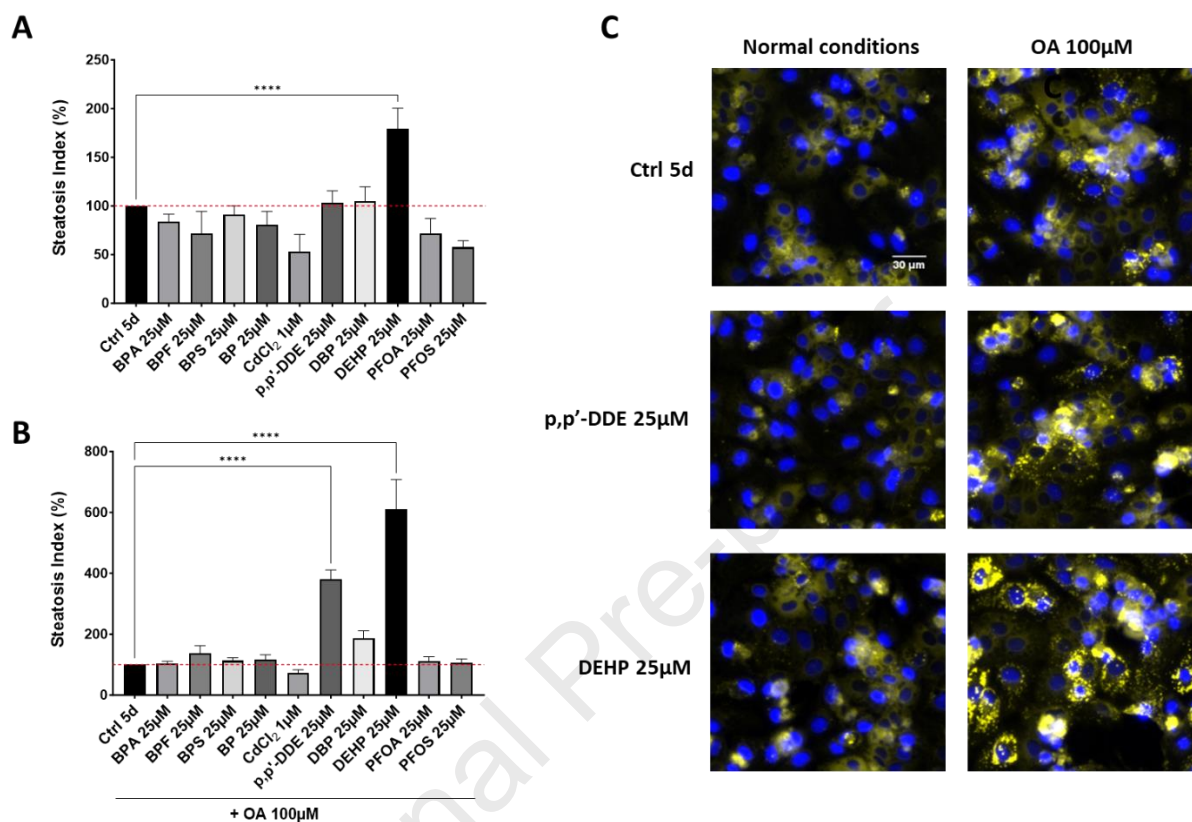 A
Steatosis Index (%)
250
200
150
100
50
0
****
Ctrl 5d
BPA 25µM
BPF 25µM
BPS 25µM
BP 25µM
CdCl₂ 1µM
p,p'-DDE 25µM
DBP 25µM
DEHP 25µM
PFOA 25µM
PFOS 25µM
B
Steatosis Index (%)
800
600
400
200
0
****
****
Ctrl 5d
BPA 25µM
BPF 25µM
BPS 25µM
BP 25µM
CdCl₂ 1µM
p,p'-DDE 25µM
DBP 25µM
DEHP 25µM
PFOA 25µM
PFOS 25µM
+ OA 100µM
C
Normal conditions
OA 100µM
C
Ctrl 5d
30 µm
p,p'-DDE 25µM
DEHP 25µM